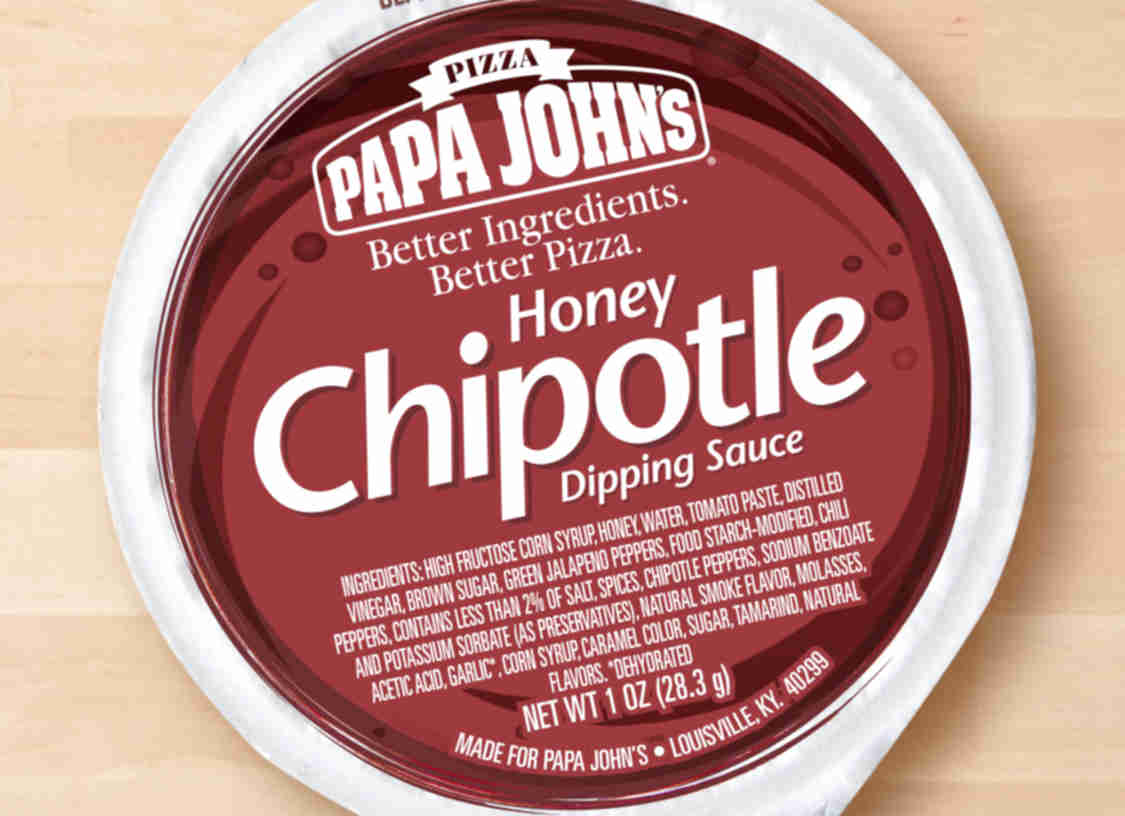 PIZZA
PAPA JOHN'S®
Better Ingredients.
Better Pizza.
Honey
Chipotle
Dipping Sauce
INGREDIENTS: HIGH FRUCTOSE CORN SYRUP, HONEY, WATER, TOMATO PASTE, DISTILLED
VINEGAR, BROWN SUGAR, GREEN JALAPENO PEPPERS, FOOD STARCH-MODIFIED, CHILI
PEPPERS, CONTAINS LESS THAN 2% OF SALT, SPICES, CHIPOTLE PEPPERS, SODIUM BENZOATE
AND POTASSIUM SORBATE (AS PRESERVATIVES), NATURAL SMOKE FLAVOR, MOLASSES,
ACETIC ACID, GARLIC*, CORN SYRUP, CARAMEL COLOR, SUGAR, TAMARIND, NATURAL
FLAVORS. *DEHYDRATED
NET WT 1 OZ (28.3 g)
MADE FOR PAPA JOHN'S • LOUISVILLE, KY. 40299